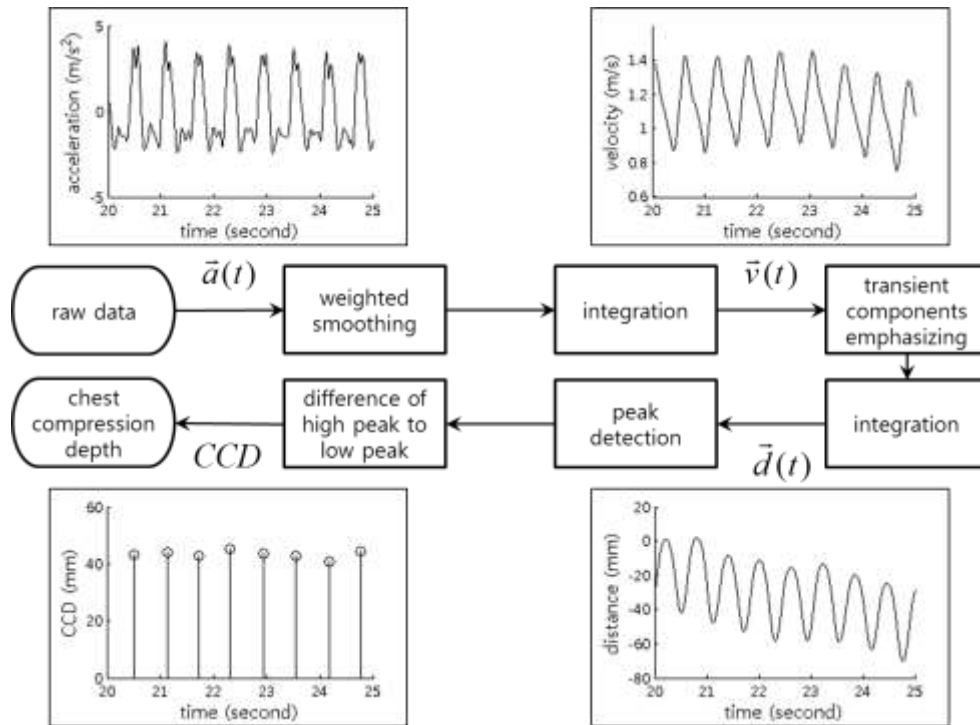 acceleration (m/s²)
5
0
-5
20 21 22 23 24 25
time (second)
velocity (m/s)
1.4
1.2
1
0.8
0.6
20 21 22 23 24 25
time (second)
raw data
a⃗(t)
weighted
smoothing
integration
v⃗(t)
transient
components
emphasizing
chest
compression
depth
CCD
difference of
high peak to
low peak
peak
detection
d⃗(t)
integration
CCD (mm)
60
40
20
0
20 21 22 23 24 25
time (second)
distance (mm)
20
0
-20
-40
-60
-80
20 21 22 23 24 25
time (second)